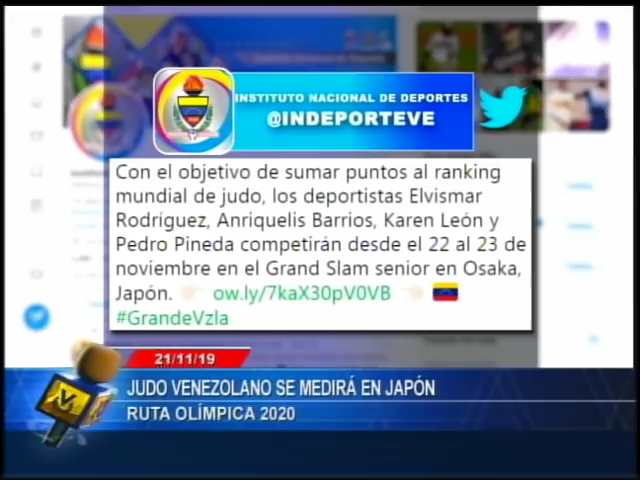 INSTITUTO NACIONAL DE DEPORTES
@INDEPORTEVE
Con el objetivo de sumar puntos al ranking
mundial de judo, los deportistas Elvismar
Rodríguez, Anriquelis Barrios, Karen León y
Pedro Pineda competirán desde el 22 al 23 de
noviembre en el Grand Slam senior en Osaka,
Japón. ow.ly/7kaX30pV0VB
#GrandeVzla
21/11/19
JUDO VENEZOLANO SE MEDIRÁ EN JAPÓN
RUTA OLÍMPICA 2020